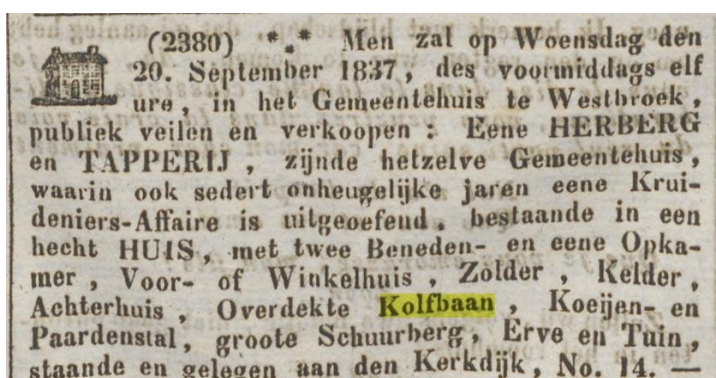 (2380) *.* Men zal op Woensdag den
20. September 1837, des voormiddags elf
ure, in het Gemeentehuis te Westbroek,
publiek veilen en verkoopen: Eene HERBERG
en TAPPERIJ, zijnde hetzelve Gemeentehuis,
waarin ook sedert onheugelijke jaren eene Krui-
deniers-Affaire is uitgeoefend, bestaande in een
hecht HUIS, met twee Beneden- en eene Opka-
mer, Voor- of Winkelhuis, Zolder, Kelder,
Achterhuis, Overdekte Kolfbaan, Koeijen- en
Paardenstal, groote Schuurberg, Erve en Tuin,
staande en gelegen aan den Kerkdijk, No. 14. —